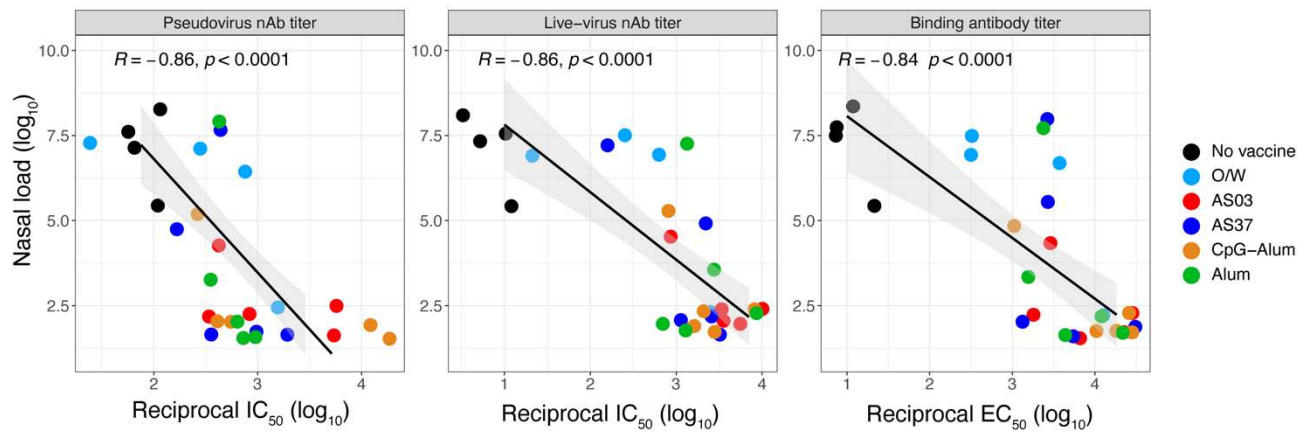 Pseudovirus nAb titer
Live−virus nAb titer
Binding antibody titer
R = −0.86, p < 0.0001
R = −0.86, p < 0.0001
R = −0.84 p < 0.0001
Nasal load (log10)
10.0
7.5
5.0
2.5
10.0
7.5
5.0
2.5
10.0
7.5
5.0
2.5
2 3 4
0 1 2 3 4
1 2 3 4
Reciprocal IC50 (log10)
Reciprocal IC50 (log10)
Reciprocal EC50 (log10)
No vaccine
O/W
AS03
AS37
CpG−Alum
Alum